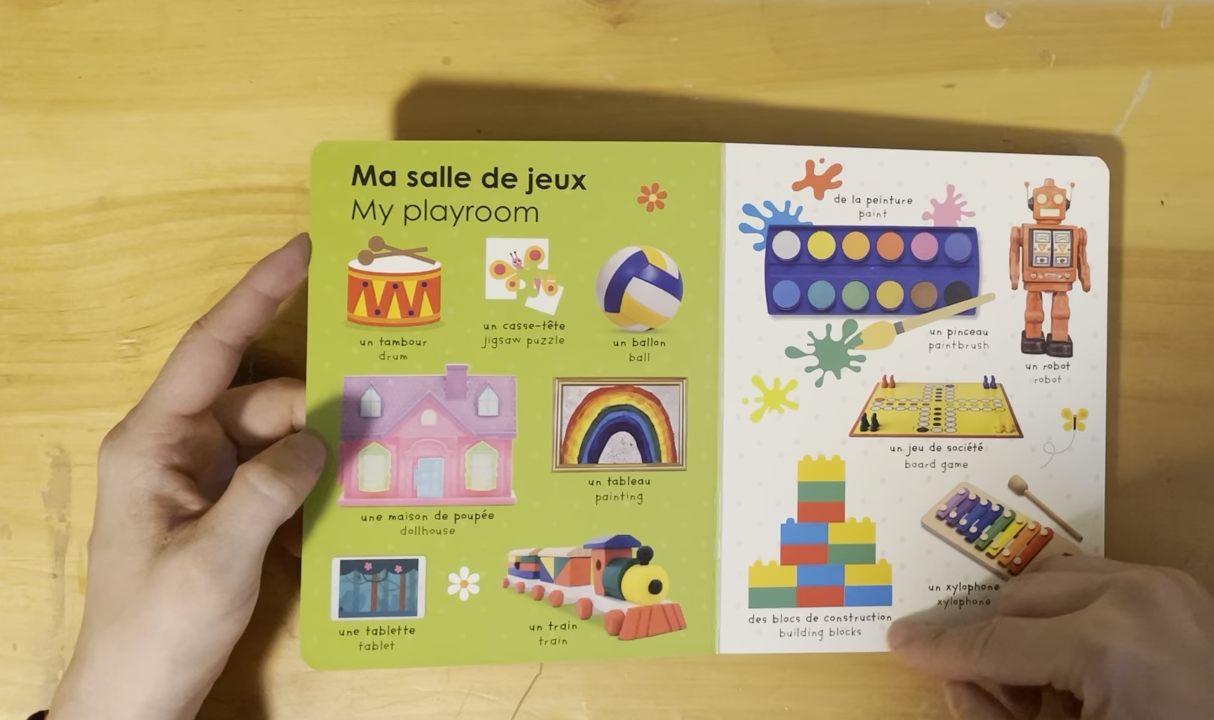 Ma salle de jeux
My playroom
un tambour
drum
un casse-tête
jigsaw puzzle
un ballon
ball
une maison de poupée
dollhouse
un tableau
painting
une tablette
tablet
un train
train
de la peinture
paint
un pinceau
paintbrush
un robot
robot
un jeu de société
board game
des blocs de construction
building blocks
un xylophone
xylophone